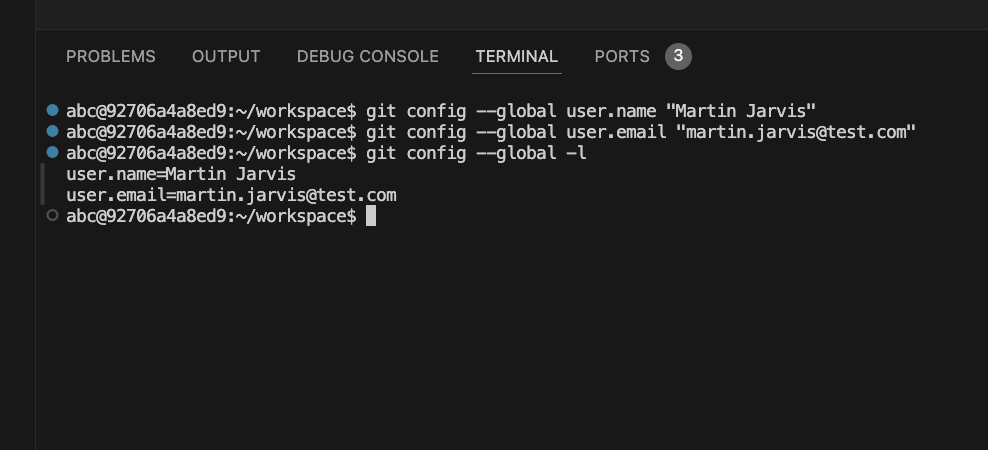 PROBLEMS OUTPUT DEBUG CONSOLE TERMINAL PORTS 3
abc@92706a4a8ed9:~/workspace$ git config --global user.name "Martin Jarvis"
abc@92706a4a8ed9:~/workspace$ git config --global user.email "martin.jarvis@test.com"
abc@92706a4a8ed9:~/workspace$ git config --global -l
user.name=Martin Jarvis
user.email=martin.jarvis@test.com
abc@92706a4a8ed9:~/workspace$